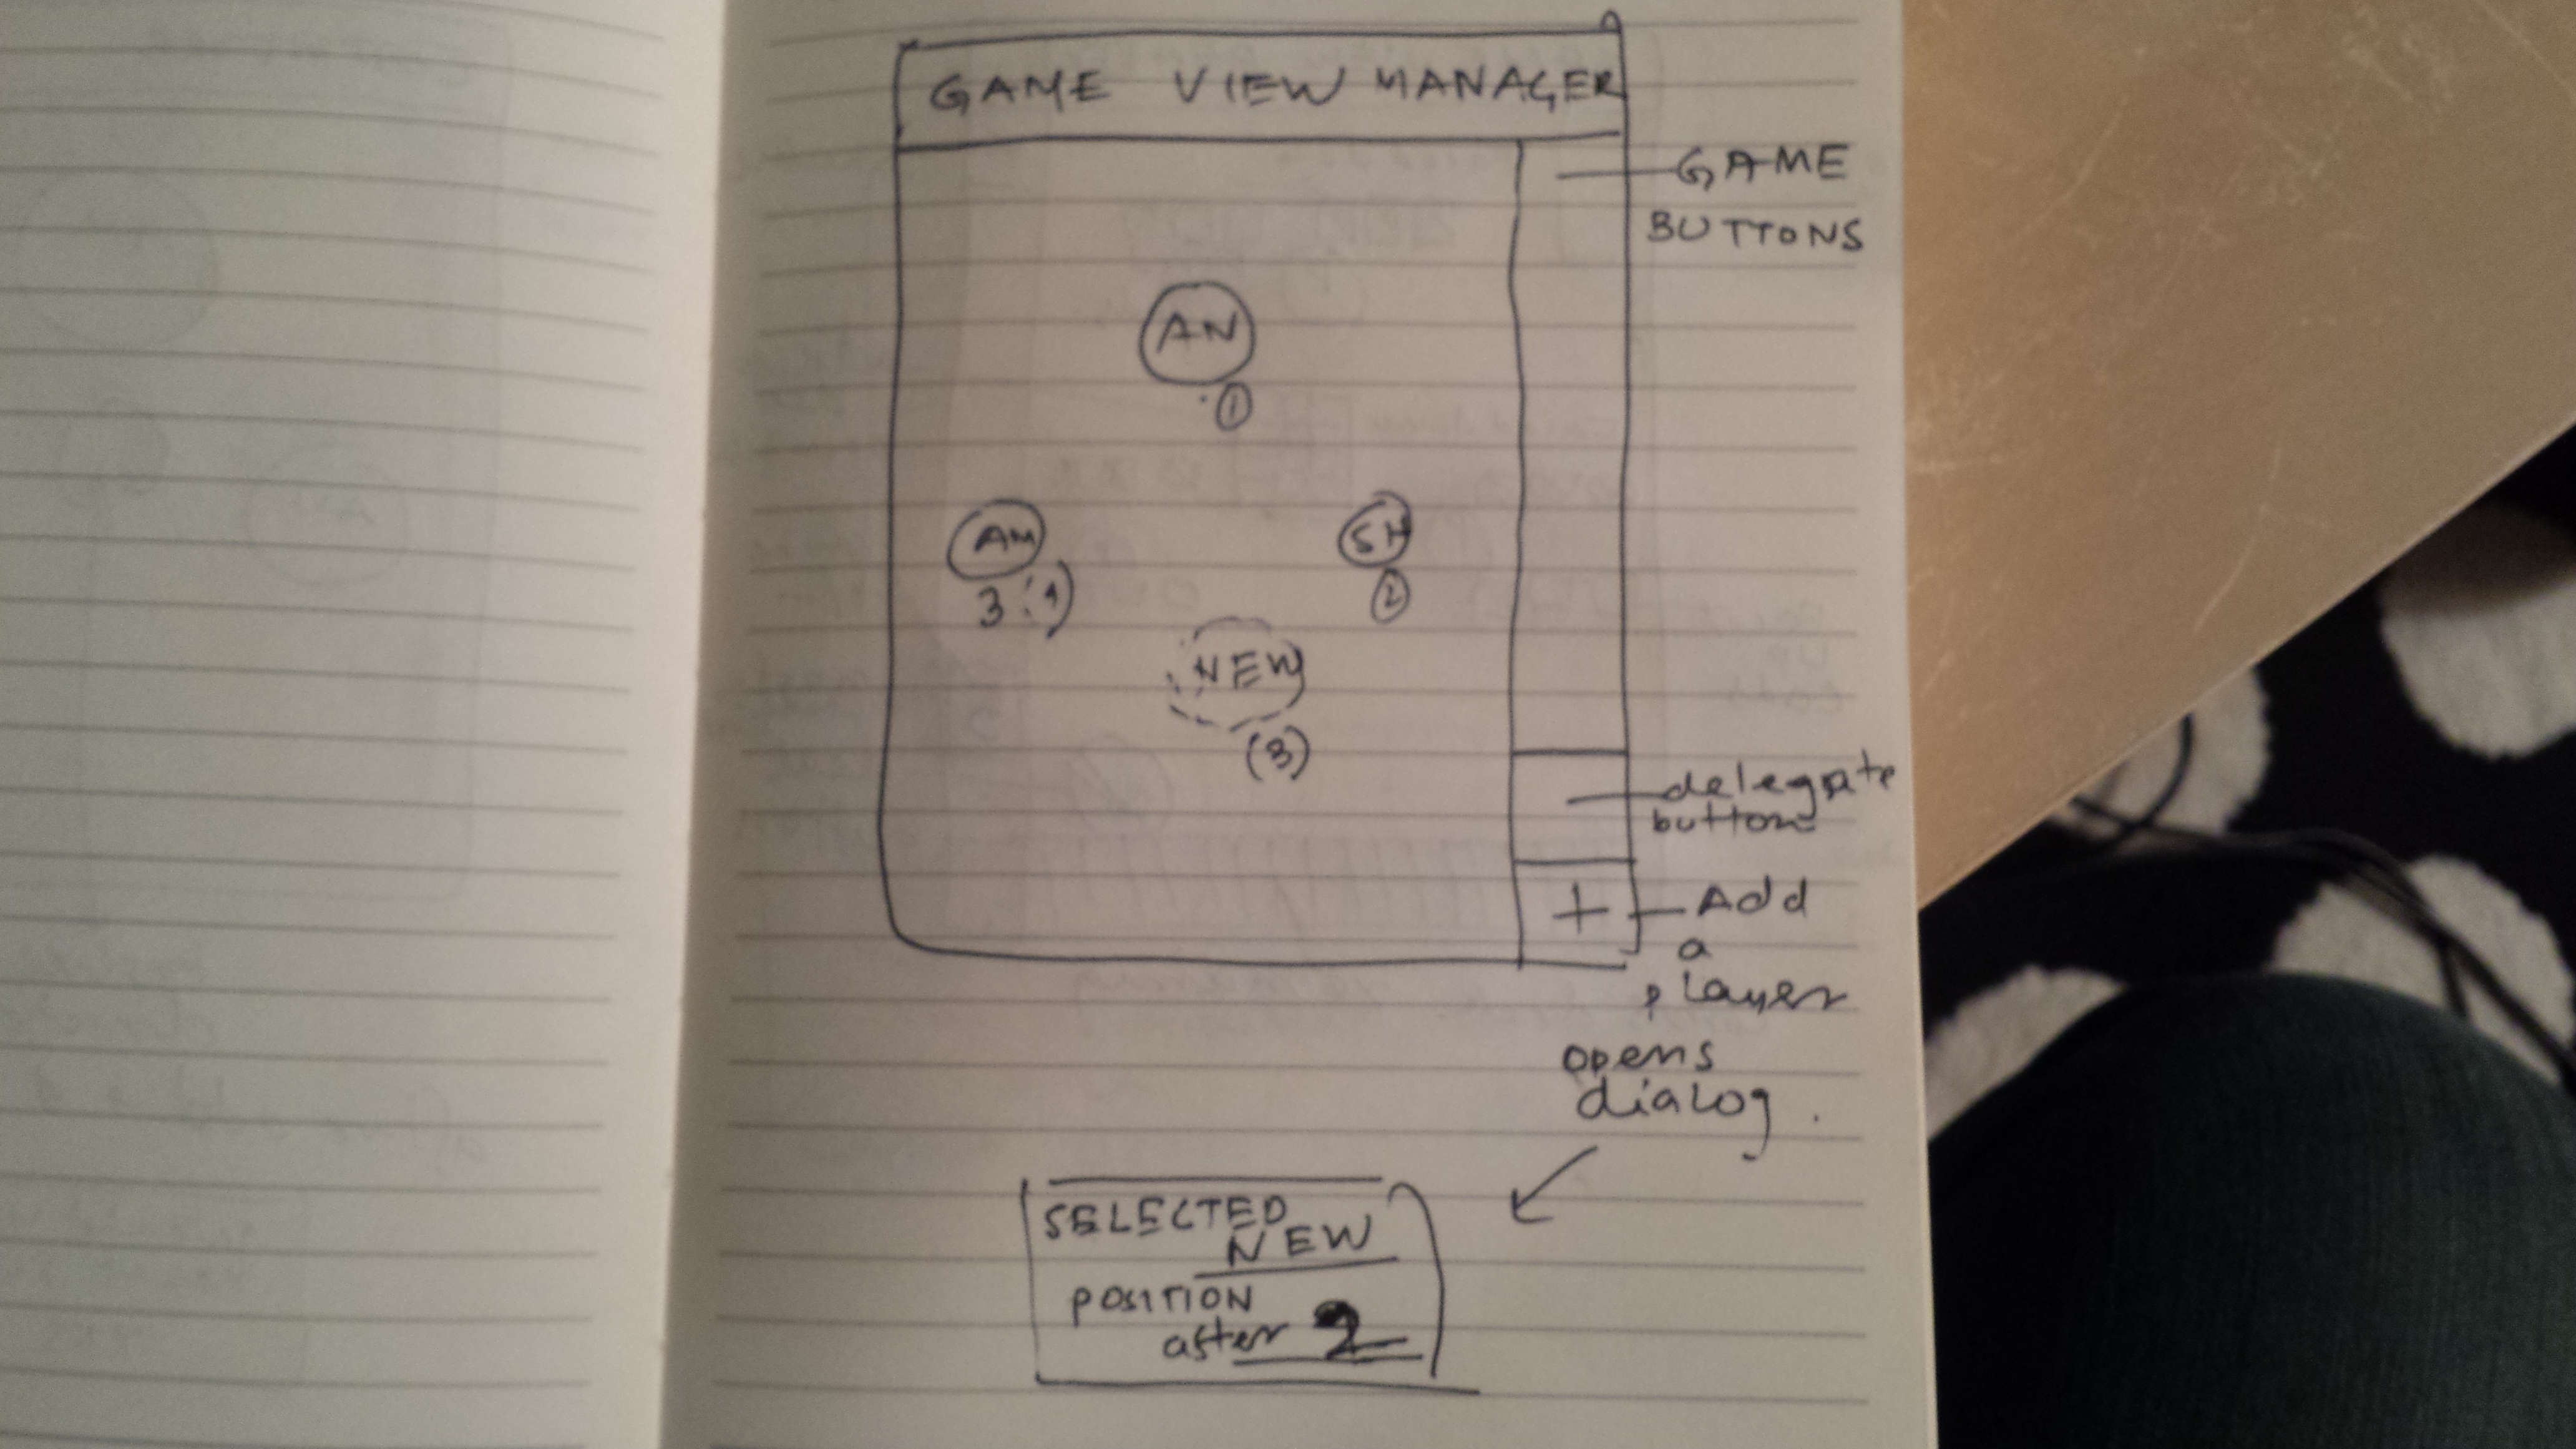 GAME VIEW MANAGER
GAME
BUTTONS
AN
1
AM
3 (4)
SH
2
NEW
(3)
delegate
buttons
+
Add
a
player
opens
dialog
SELECTED
NEW
POSITION
after 2